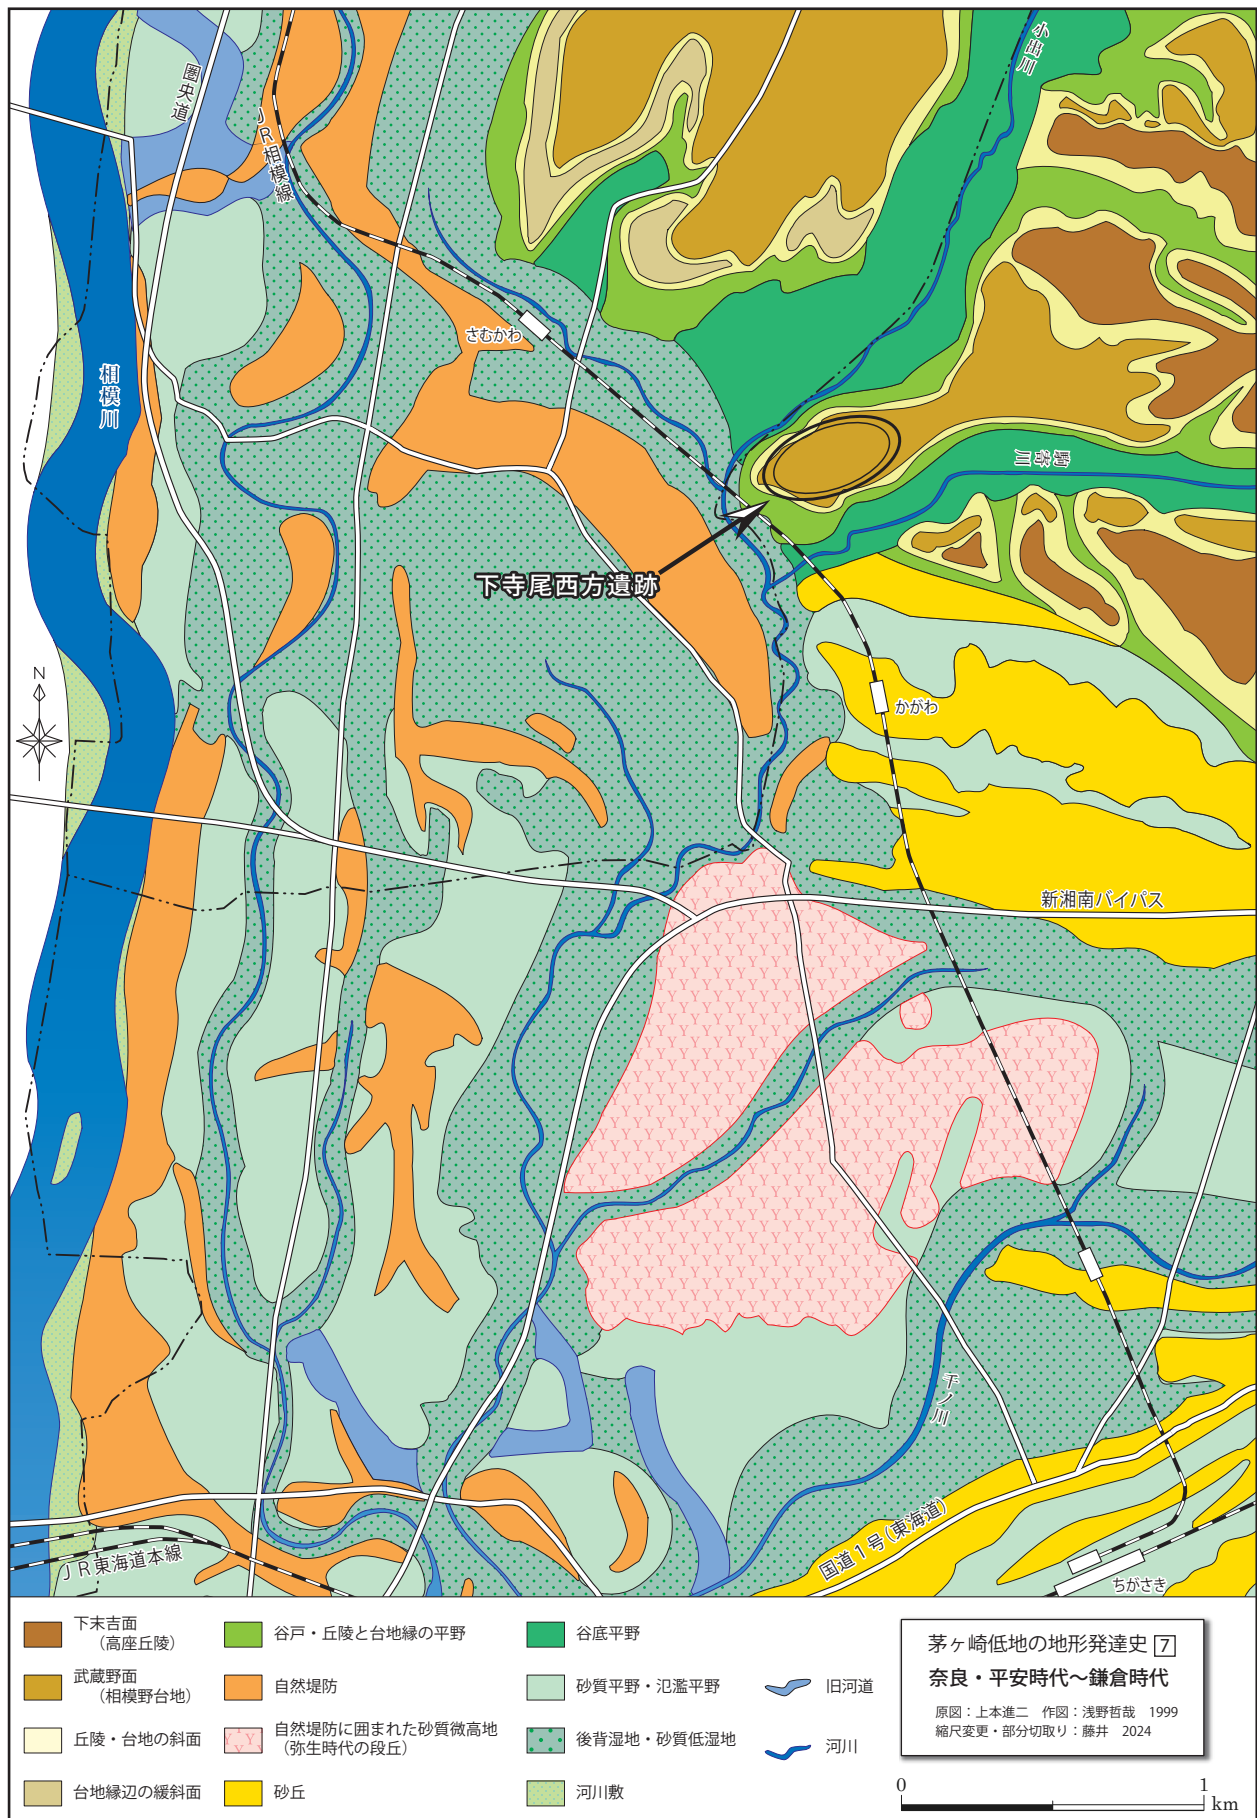 圏央道
JR相模線
小出川
さむかわ
相模川
駒寄川
下寺尾西方遺跡
N
かがわ
新湘南バイパス
千ノ川
国道1号(東海道)
JR東海道本線
ちがさき
下末吉面
(高座丘陵)
武蔵野面
(相模野台地)
丘陵・台地の斜面
台地縁辺の緩斜面
谷戸・丘陵と台地縁の平野
自然堤防
自然堤防に囲まれた砂質微高地
(弥生時代の段丘)
砂丘
谷底平野
砂質平野・氾濫平野
後背湿地・砂質低湿地
河川敷
旧河道
河川
茅ヶ崎低地の地形発達史 7
奈良・平安時代〜鎌倉時代
原図:上本進二 作図:浅野哲哉 1999
縮尺変更・部分切取り:藤井 2024
0 1
km